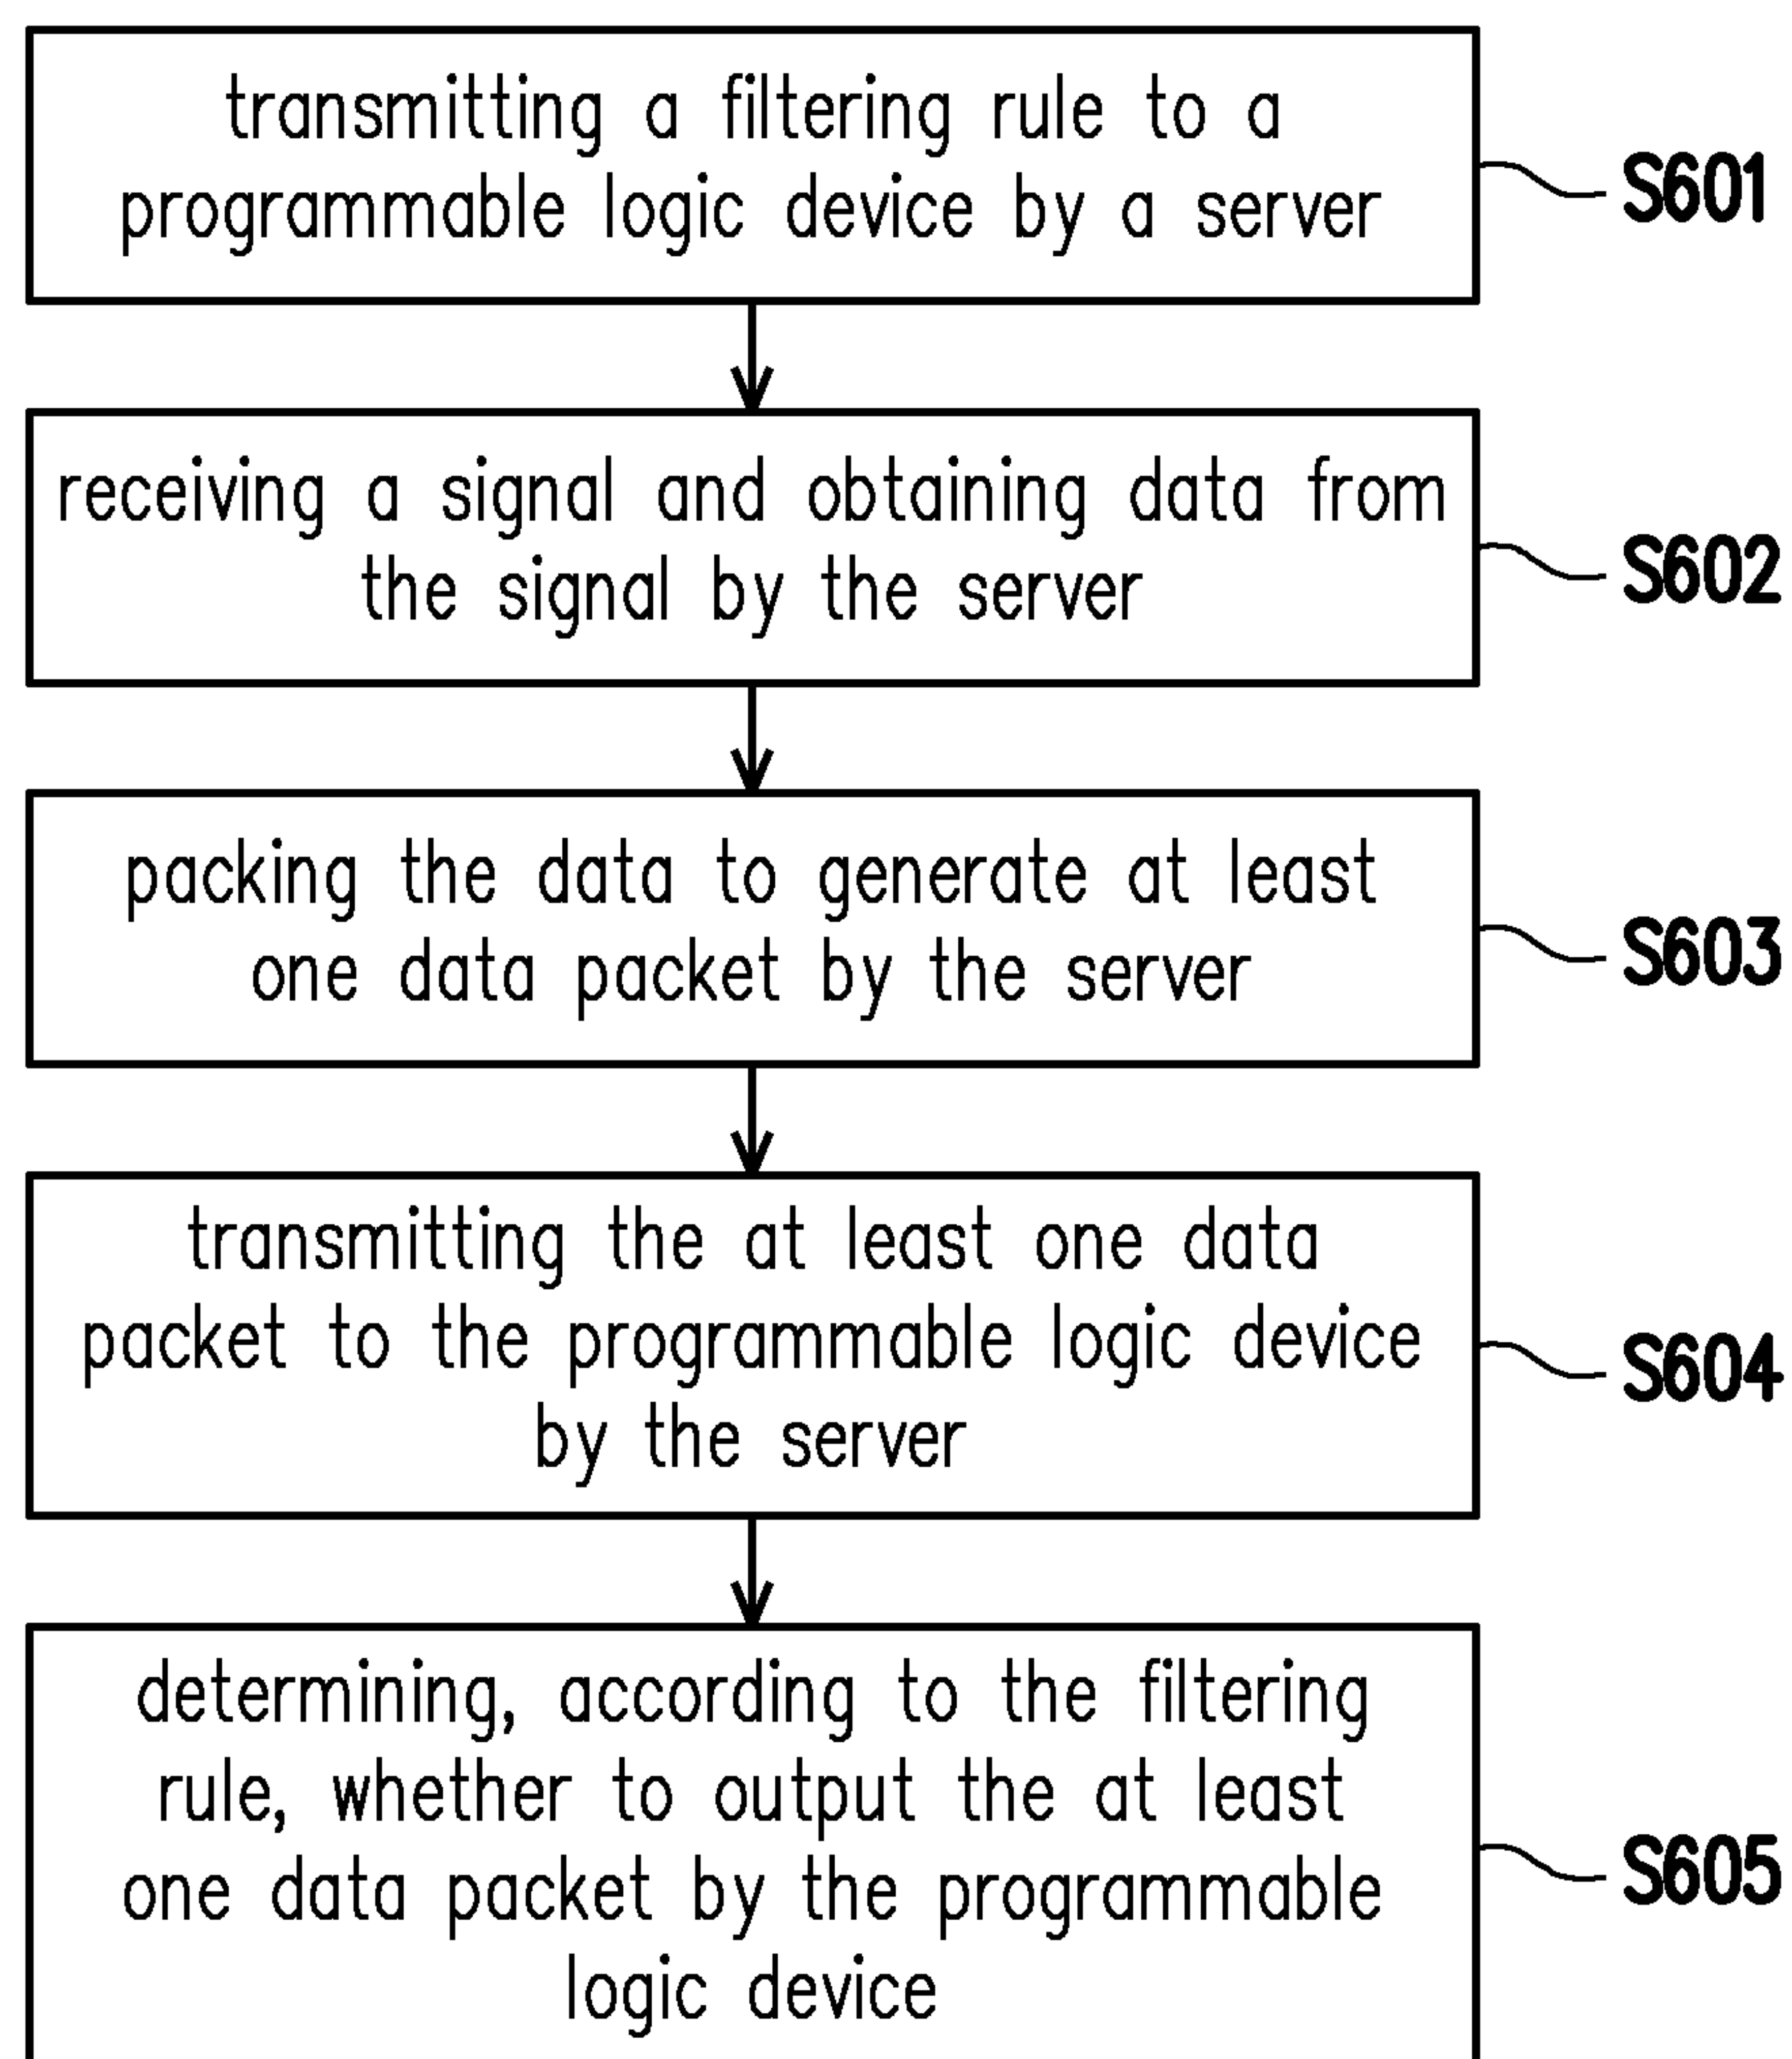 transmitting a filtering rule to a
programmable logic device by a server
S601
receiving a signal and obtaining data from
the signal by the server
S602
packing the data to generate at least
one data packet by the server
S603
transmitting the at least one data
packet to the programmable logic device
by the server
S604
determining, according to the filtering
rule, whether to output the at least
one data packet by the programmable
logic device
S605